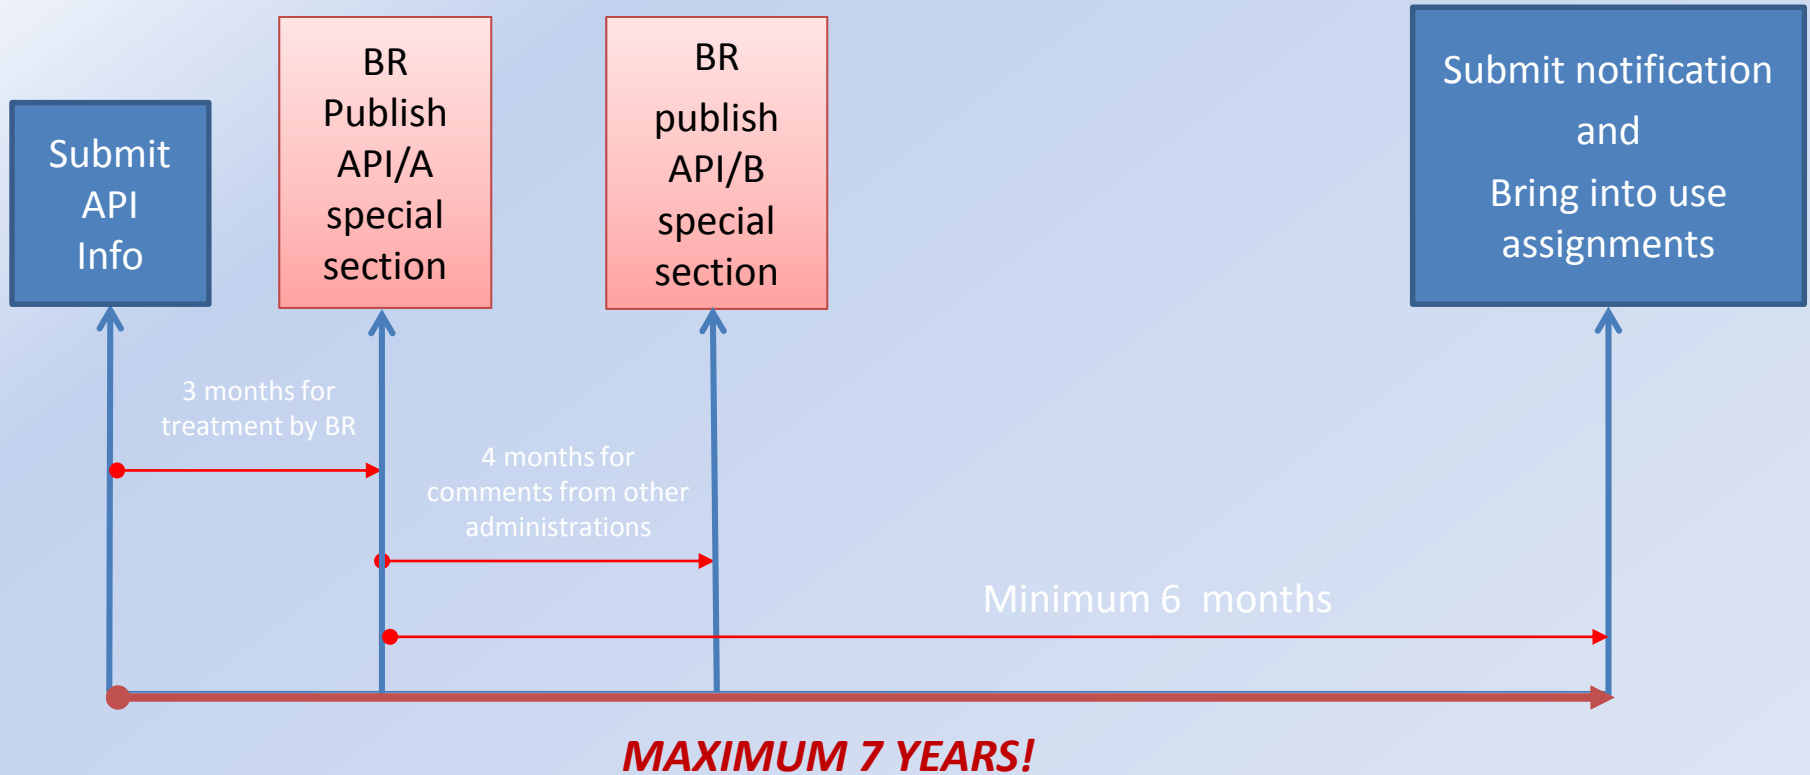 Submit
API
Info
BR
Publish
API/A
special
section
BR
publish
API/B
special
section
Submit notification
and
Bring into use
assignments
3 months for
treatment by BR
4 months for
comments from other
administrations
Minimum 6 months
MAXIMUM 7 YEARS!